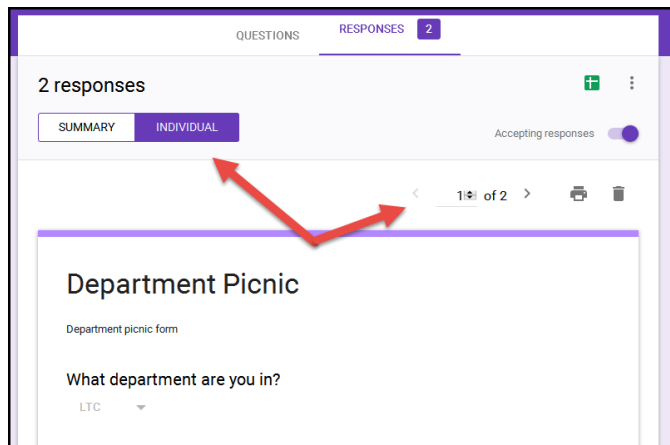 QUESTIONS RESPONSES 2
2 responses
SUMMARY INDIVIDUAL
Accepting responses
1 of 2
Department Picnic
Department picnic form
What department are you in?
LTC